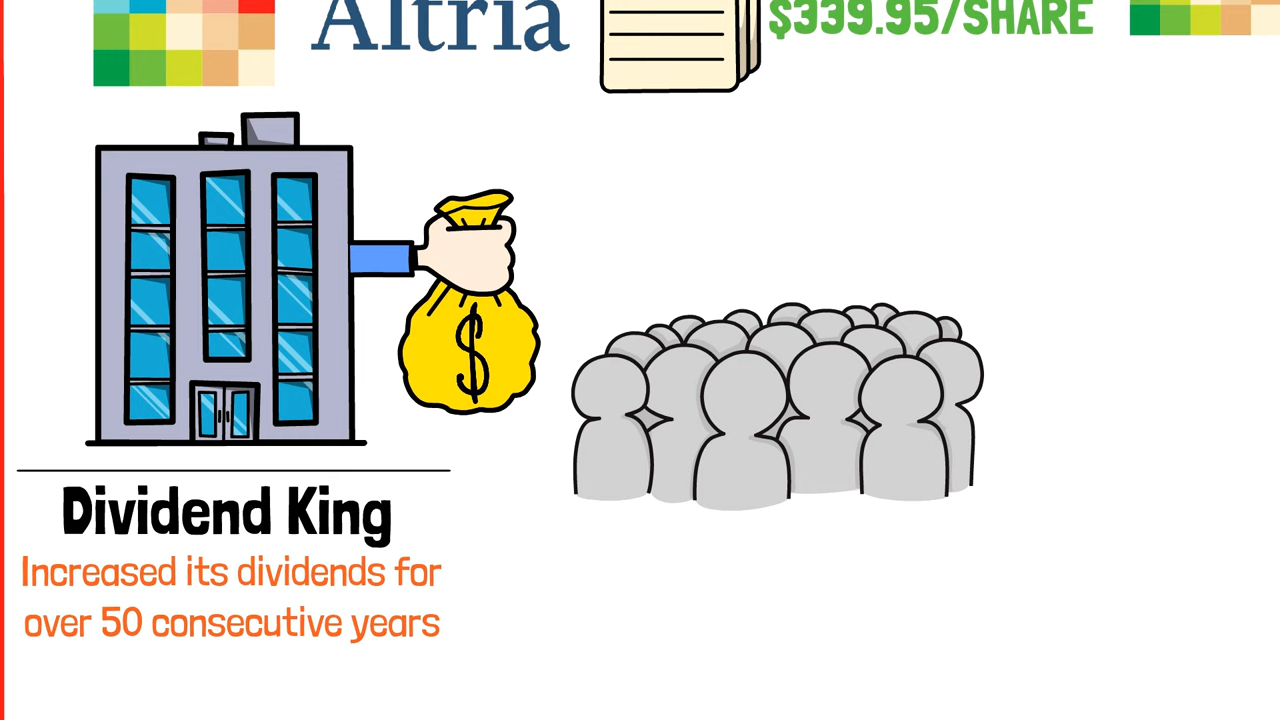 Altria
$339.95/SHARE
$
Dividend King
Increased its dividends for
over 50 consecutive years